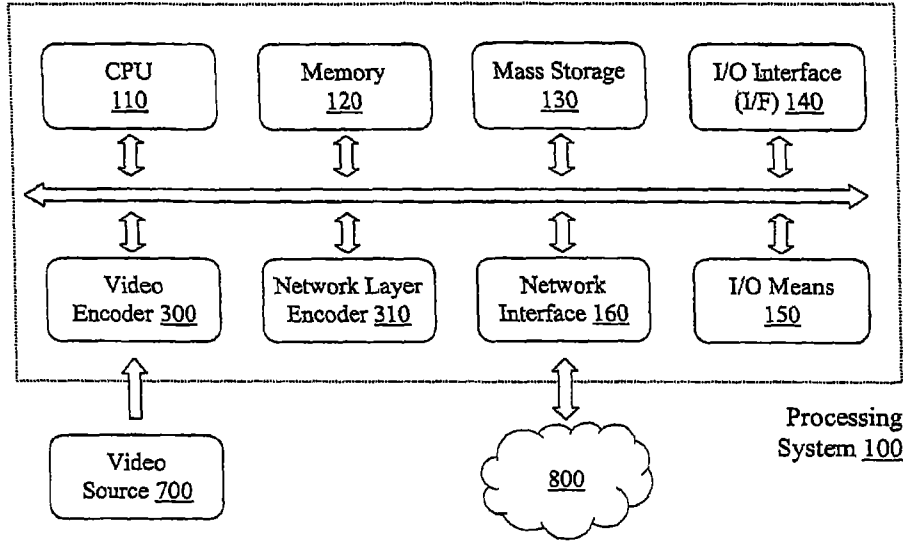 CPU
110
Memory
120
Mass Storage
130
I/O Interface
(I/F) 140
Video
Encoder 300
Network Layer
Encoder 310
Network
Interface 160
I/O Means
150
Processing
System 100
Video
Source 700
800